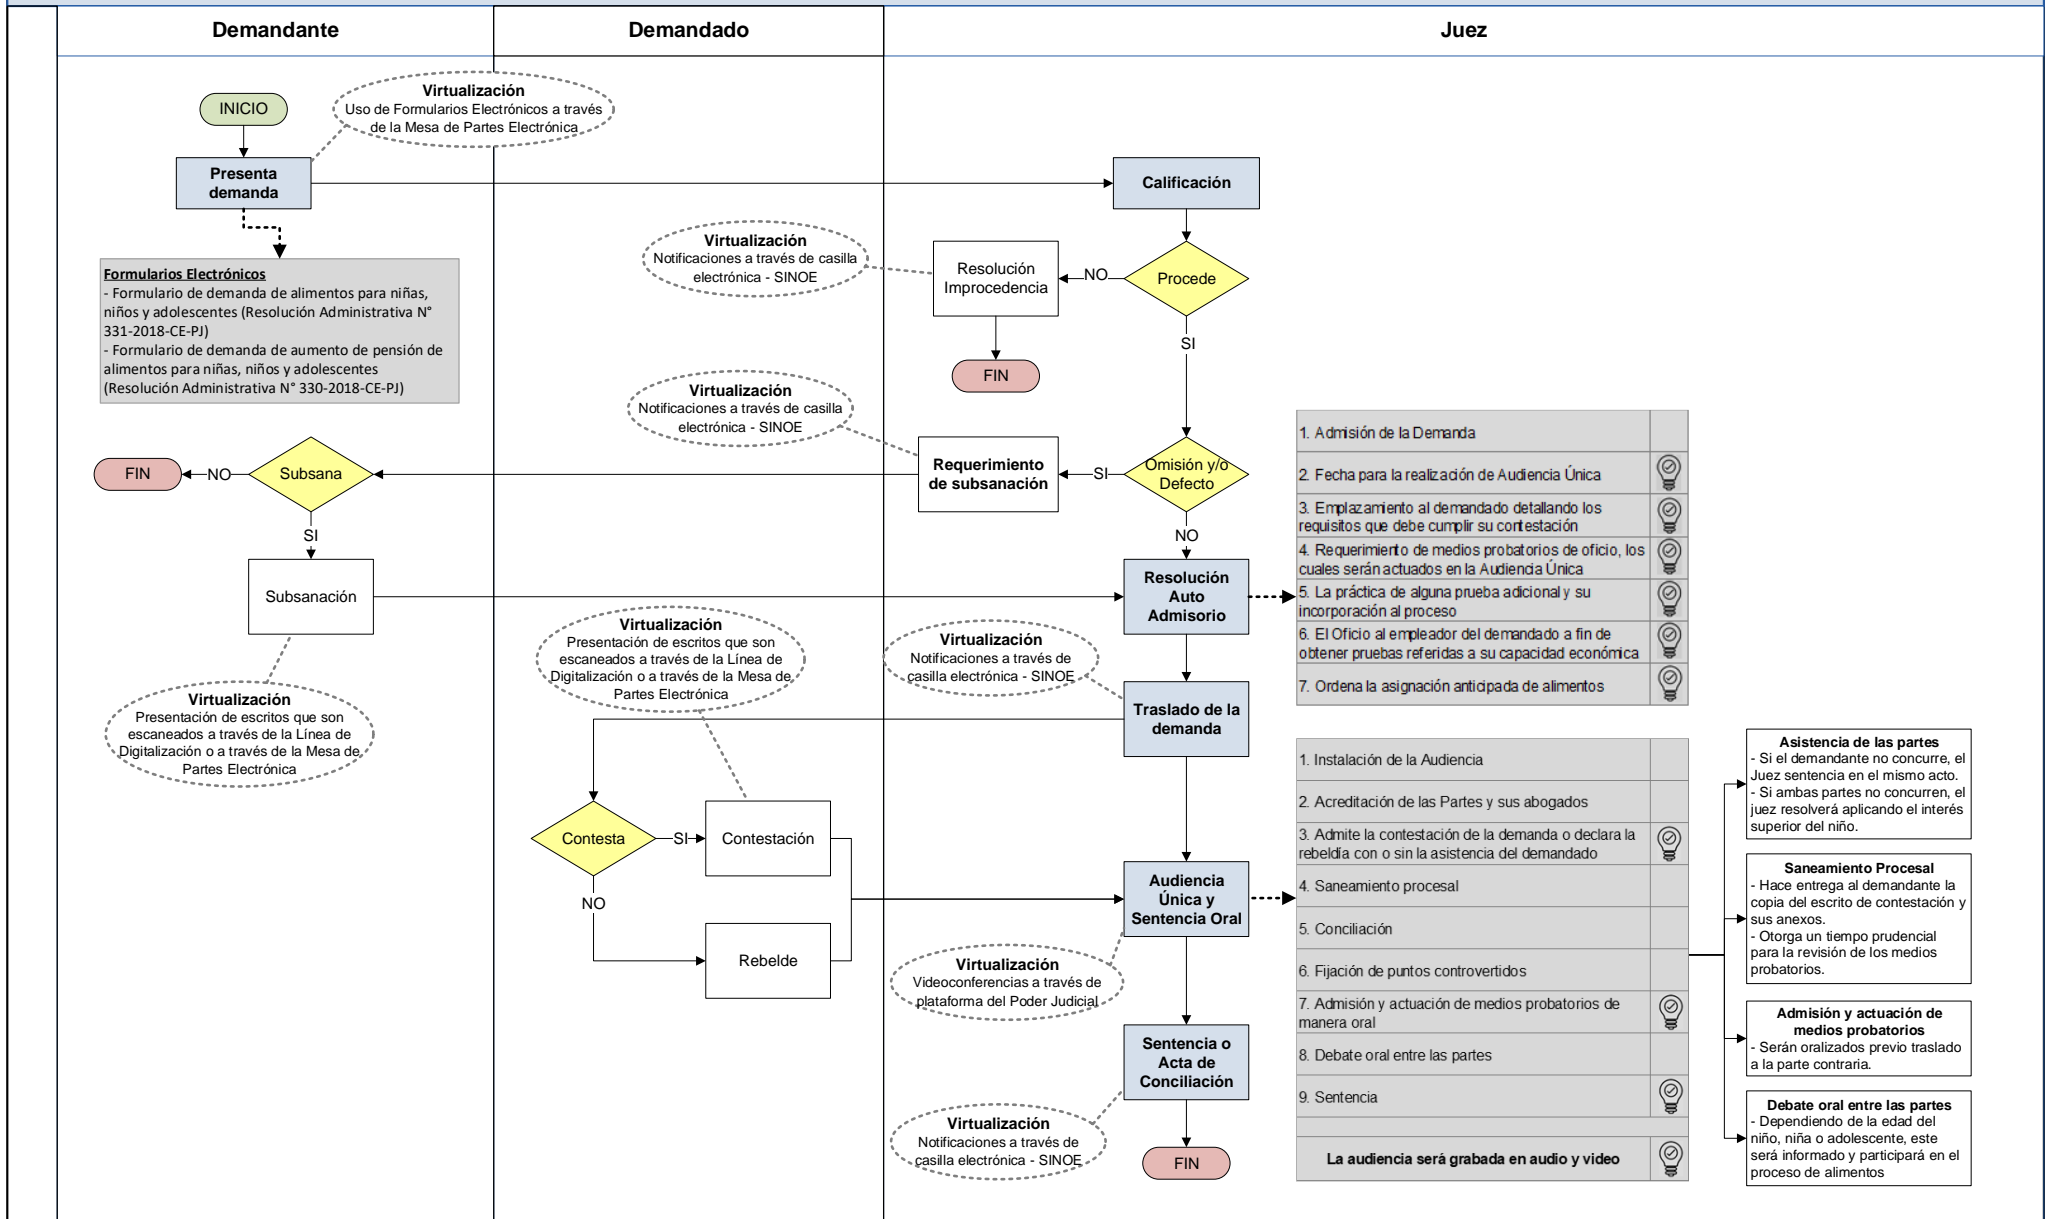 Demandante
Demandado
Juez
INICIO
Virtualización
Uso de Formularios Electrónicos a través
de la Mesa de Partes Electrónica
Presenta
demanda
Calificación
Formularios Electrónicos
- Formulario de demanda de alimentos para niñas,
niños y adolescentes (Resolución Administrativa N°
331-2018-CE-PJ)
- Formulario de demanda de aumento de pensión de
alimentos para niñas, niños y adolescentes
(Resolución Administrativa N° 330-2018-CE-PJ)
Virtualización
Notificaciones a través de casilla
electrónica - SINOE
Resolución
Improcedencia
NO
Procede
SI
FIN
Virtualización
Notificaciones a través de casilla
electrónica - SINOE
FIN
NO
Subsana
Requerimiento
de subsanación
SI
Omisión y/o
Defecto
SI
NO
Subsanación
Resolución
Auto
Admisorio
1. Admisión de la Demanda
2. Fecha para la realización de Audiencia Única
3. Emplazamiento al demandado detallando los
requisitos que debe cumplir su contestación
4. Requerimiento de medios probatorios de oficio, los
cuales serán actuados en la Audiencia Única
5. La práctica de alguna prueba adicional y su
incorporación al proceso
6. El Oficio al empleador del demandado a fin de
obtener pruebas referidas a su capacidad económica
7. Ordena la asignación anticipada de alimentos
Virtualización
Presentación de escritos que son
escaneados a través de la Línea de
Digitalización o a través de la Mesa de
Partes Electrónica
Virtualización
Presentación de escritos que son
escaneados a través de la Línea de
Digitalización o a través de la Mesa de
Partes Electrónica
Virtualización
Notificaciones a través de
casilla electrónica - SINOE
Traslado de la
demanda
Contesta
SI
Contestación
NO
Rebelde
Audiencia
Única y
Sentencia Oral
Virtualización
Videoconferencias a través de
plataforma del Poder Judicial
Sentencia o
Acta de
Conciliación
Virtualización
Notificaciones a través de
casilla electrónica - SINOE
FIN
1. Instalación de la Audiencia
2. Acreditación de las Partes y sus abogados
3. Admite la contestación de la demanda o declara la
rebeldía con o sin la asistencia del demandado
4. Saneamiento procesal
5. Conciliación
6. Fijación de puntos controvertidos
7. Admisión y actuación de medios probatorios de
manera oral
8. Debate oral entre las partes
9. Sentencia
La audiencia será grabada en audio y video
Asistencia de las partes
- Si el demandante no concurre, el
Juez sentencia en el mismo acto.
- Si ambas partes no concurren, el
juez resolverá aplicando el interés
superior del niño.
Saneamiento Procesal
- Hace entrega al demandante la
copia del escrito de contestación y
sus anexos.
- Otorga un tiempo prudencial
para la revisión de los medios
probatorios.
Admisión y actuación de
medios probatorios
- Serán oralizados previo traslado
a la parte contraria.
Debate oral entre las partes
- Dependiendo de la edad del
niño, niña o adolescente, este
será informado y participará en el
proceso de alimentos